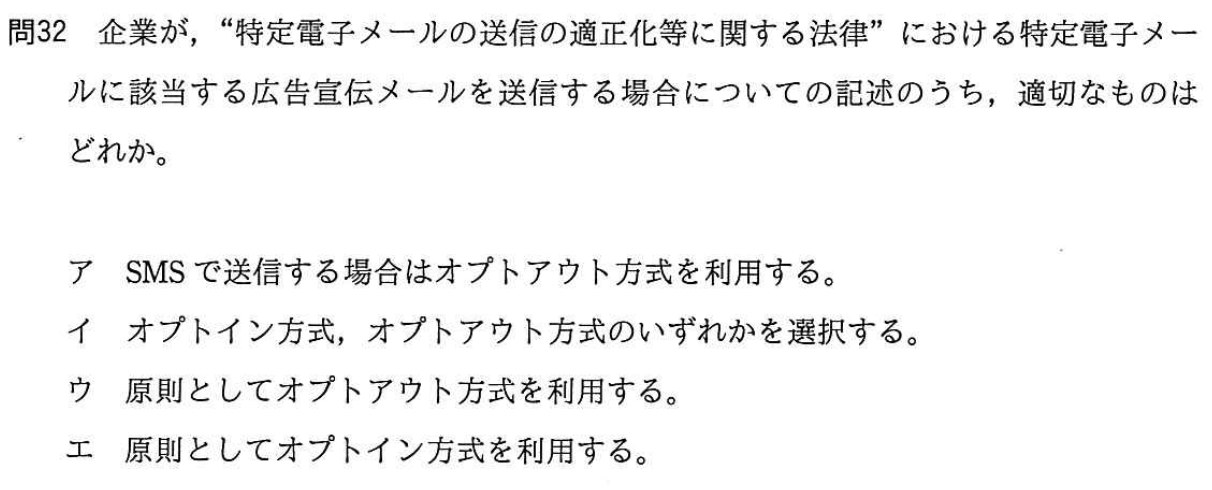 問32　企業が，“特定電子メールの送信の適正化等に関する法律”における特定電子メー
ルに該当する広告宣伝メールを送信する場合についての記述のうち，適切なものは
どれか。
ア　SMSで送信する場合はオプトアウト方式を利用する。
イ　オプトイン方式，オプトアウト方式のいずれかを選択する。
ウ　原則としてオプトアウト方式を利用する。
エ　原則としてオプトイン方式を利用する。